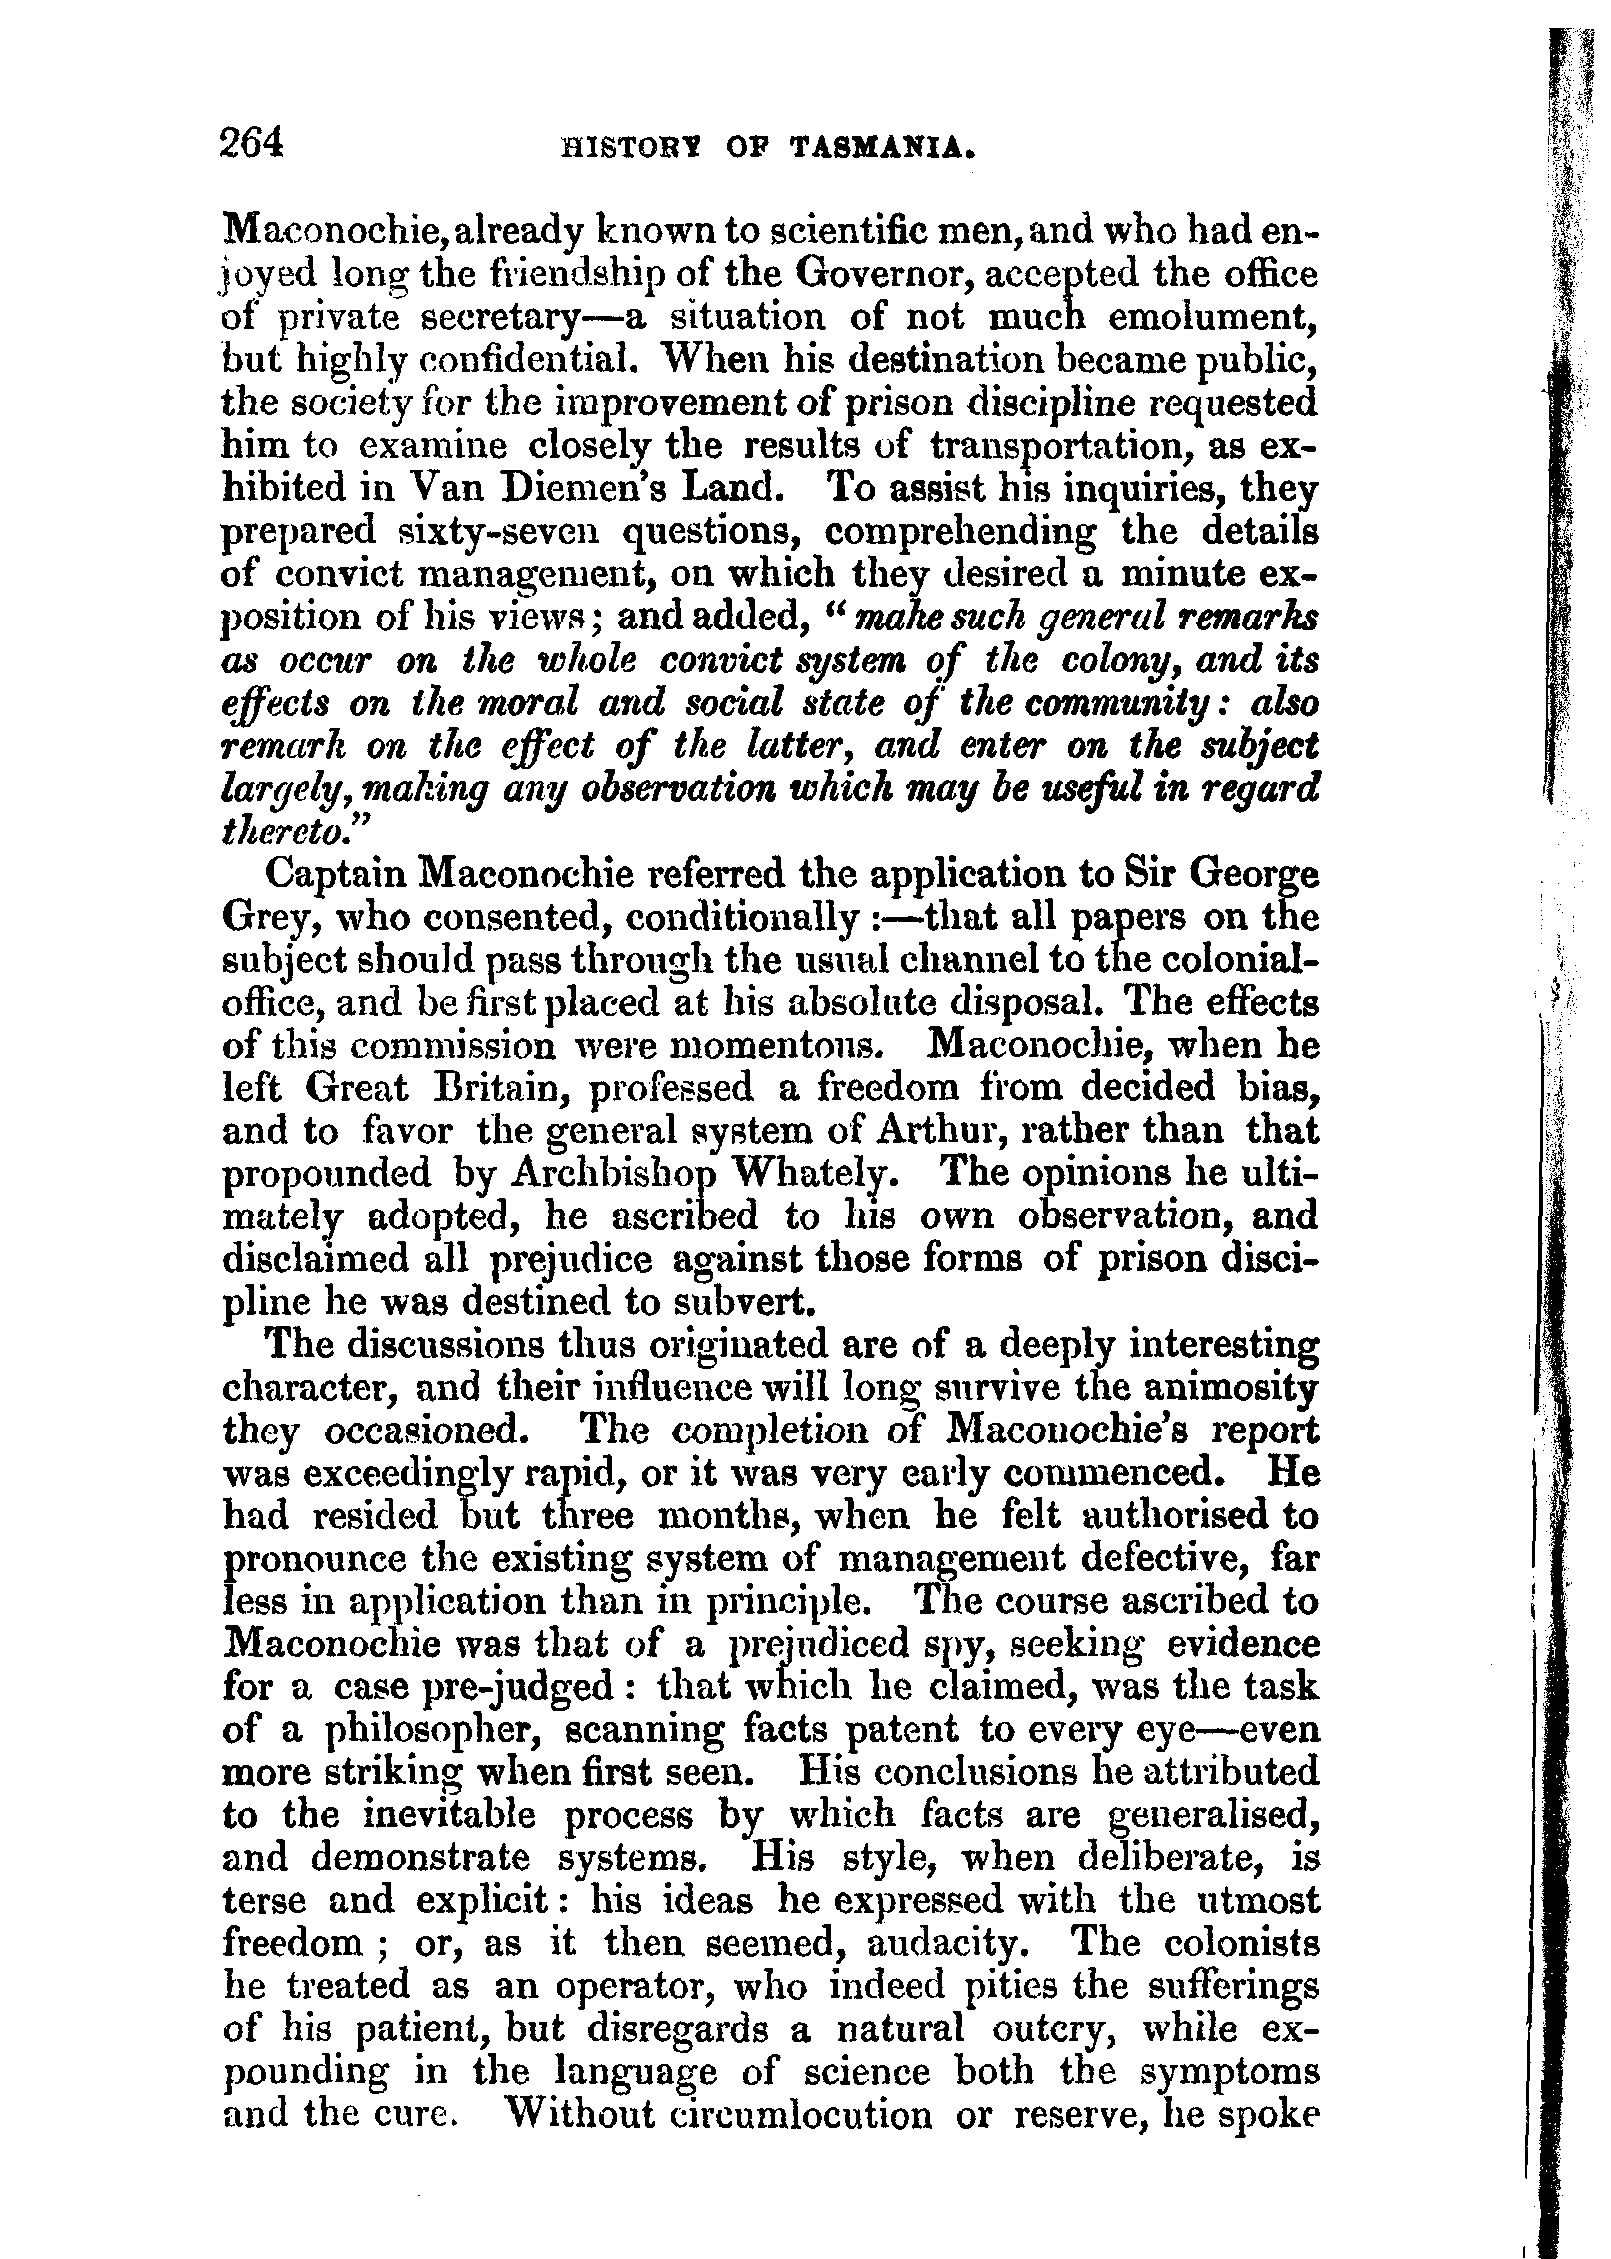 264 HISTORY OF TASMANIA.
Maconochie, already known to scientific men, and who had en-
joyed long the friendship of the Governor, accepted the office
of private secretary—a situation of not much emolument,
but highly confidential. When his destination became public,
the society for the improvement of prison discipline requested
him to examine closely the results of transportation, as ex-
hibited in Van Diemen's Land. To assist his inquiries, they
prepared sixty-seven questions, comprehending the details
of convict management, on which they desired a minute ex-
position of his views; and added, "make such general remarks
as occur on the whole convict system of the colony, and its
effects on the moral and social state of the community: also
remark on the effect of the latter, and enter on the subject
largely, making any observation which may be useful in regard
thereto."
Captain Maconochie referred the application to Sir George
Grey, who consented, conditionally :—that all papers on the
subject should pass through the usual channel to the colonial-
office, and be first placed at his absolute disposal. The effects
of this commission were momentous. Maconochie, when he
left Great Britain, professed a freedom from decided bias,
and to favor the general system of Arthur, rather than that
propounded by Archbishop Whately. The opinions he ulti-
mately adopted, he ascribed to his own observation, and
disclaimed all prejudice against those forms of prison disci-
pline he was destined to subvert.
The discussions thus originated are of a deeply interesting
character, and their influence will long survive the animosity
they occasioned. The completion of Maconochie's report
was exceedingly rapid, or it was very early commenced. He
had resided but three months, when he felt authorised to
pronounce the existing system of management defective, far
less in application than in principle. The course ascribed to
Maconochie was that of a prejudiced spy, seeking evidence
for a case pre-judged : that which he claimed, was the task
of a philosopher, scanning facts patent to every eye—even
more striking when first seen. His conclusions he attributed
to the inevitable process by which facts are generalised,
and demonstrate systems. His style, when deliberate, is
terse and explicit : his ideas he expressed with the utmost
freedom ; or, as it then seemed, audacity. The colonists
he treated as an operator, who indeed pities the sufferings
of his patient, but disregards a natural outcry, while ex-
pounding in the language of science both the symptoms
and the cure. Without circumlocution or reserve, he spoke